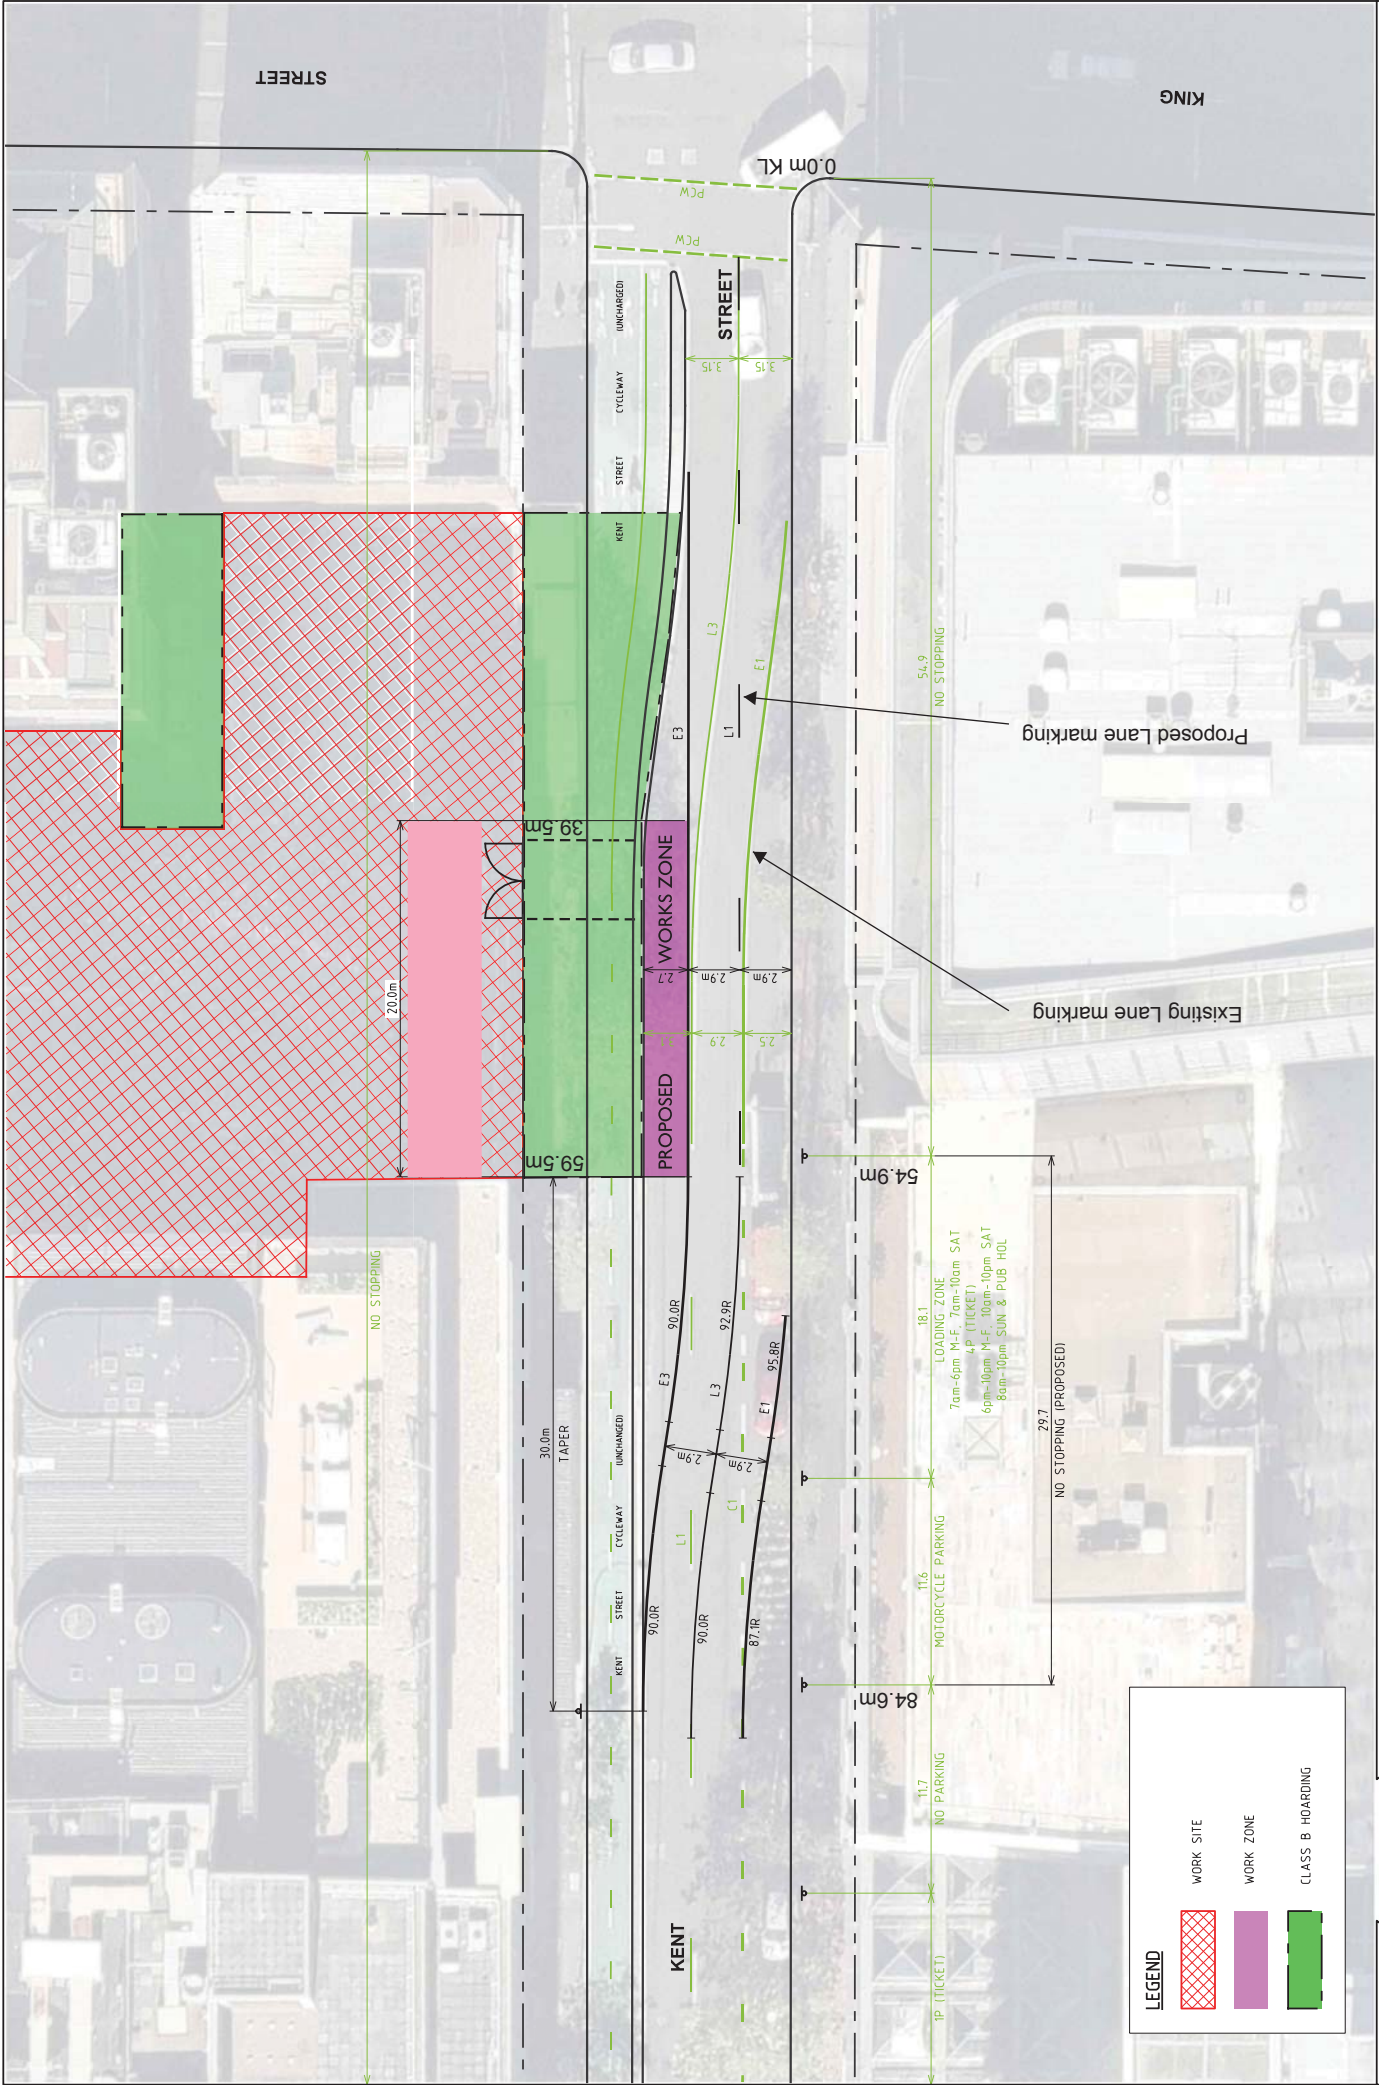 STREET
KING
0.0m KL
PCW
PCW
KENT STREET CYCLEWAY (UNCHARGED)
STREET
3.15
3.15
L3
E1
E3
L1
54.9
NO STOPPING
Proposed Lane marking
Existing Lane marking
39.5m
20.0m
59.5m
PROPOSED WORKS ZONE
2.7
2.9m
2.9m
2.9
2.5
54.9m
NO STOPPING
30.0m
TAPER
KENT STREET CYCLEWAY (UNCHANGED)
90.0R
E3
90.0R
92.9R
L3
90.0R
95.8R
E1
87.1R
2.9m
2.9m
L1
C1
18.1
LOADING ZONE
7am-6pm M-F, 7am-10am SAT
4P (TICKET)
6pm-10pm M-F, 10am-10pm SAT
8am-10pm SUN & PUB HOL
29.7
NO STOPPING (PROPOSED)
11.6
MOTORCYCLE PARKING
84.6m
11.7
NO PARKING
1P (TICKET)
KENT
LEGEND
WORK SITE
WORK ZONE
CLASS B HOARDING